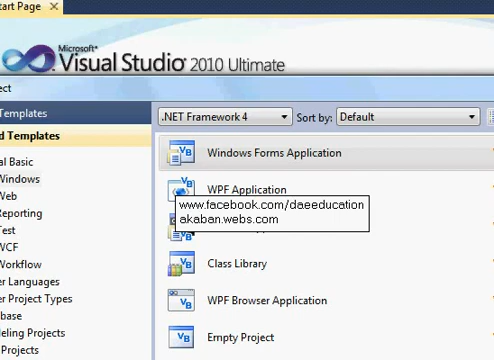 tart Page
Microsoft
Visual Studio 2010 Ultimate
ect
Templates
d Templates
al Basic
Windows
Web
Reporting
Test
WCF
Workflow
er Languages
er Project Types
base
eling Projects
Projects
.NET Framework 4
Sort by:
Default
Windows Forms Application
WPF Application
www.facebook.com/daeeducation
akaban.webs.com
Class Library
WPF Browser Application
Empty Project